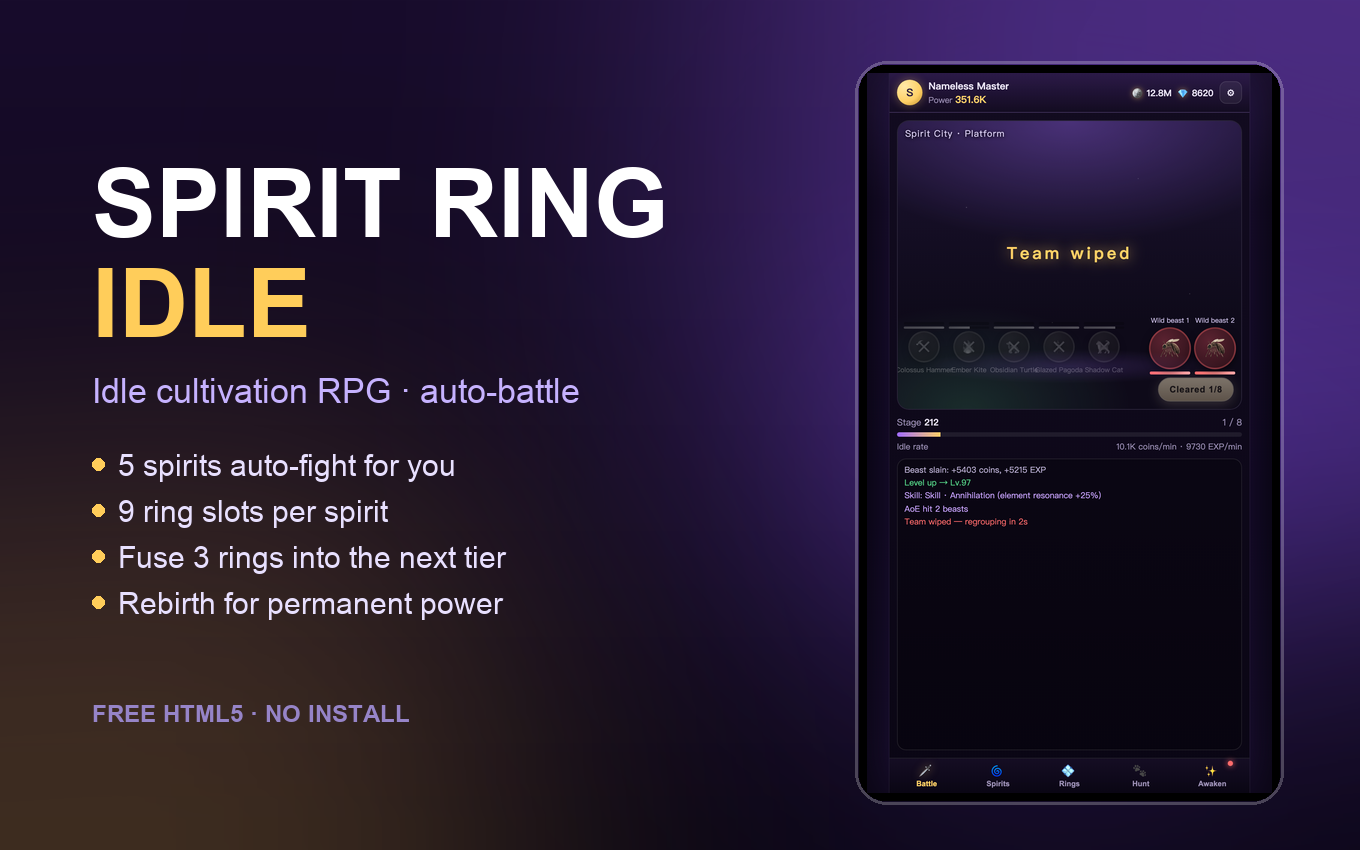 SPIRIT RING
IDLE
Idle cultivation RPG · auto-battle
5 spirits auto-fight for you
9 ring slots per spirit
Fuse 3 rings into the next tier
Rebirth for permanent power
FREE HTML5 · NO INSTALL
S
Nameless Master
Power 351.6K
12.8M
8620
Spirit City · Platform
Team wiped
Wild beast 1
Wild beast 2
Colossus Hammer
Ember Kite
Obsidian Turtle
Glazed Pagoda
Shadow Cat
Cleared 1/8
Stage 212
1 / 8
Idle rate
10.1K coins/min · 9730 EXP/min
Beast slain: +5403 coins, +5215 EXP
Level up → Lv.97
Skill: Skill · Annihilation (element resonance +25%)
AoE hit 2 beasts
Team wiped — regrouping in 2s
Battle
Spirits
Rings
Hunt
Awaken